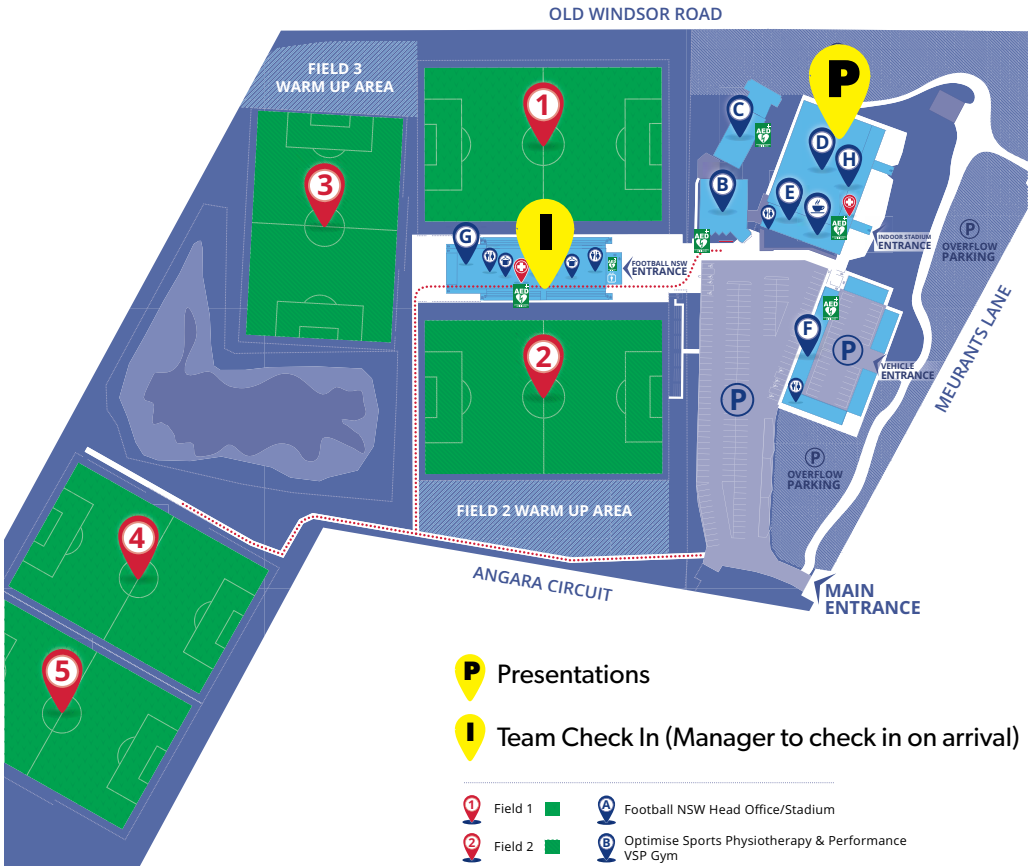 OLD WINDSOR ROAD
FIELD 3
WARM UP AREA
P
1
C
AED
D
H
3
B
E
I
G
AED
AED
INDOOR STADIUM
ENTRANCE
P
OVERFLOW
PARKING
FOOTBALL NSW
ENTRANCE
AED
AED
AED
F
P
2
VEHICLE
ENTRANCE
MEURANTS LANE
P
P
OVERFLOW
PARKING
FIELD 2 WARM UP AREA
4
ANGARA CIRCUIT
MAIN
ENTRANCE
5
P Presentations
I Team Check In (Manager to check in on arrival)
1 Field 1
A Football NSW Head Office/Stadium
2 Field 2
B Optimise Sports Physiotherapy & Performance
VSP Gym